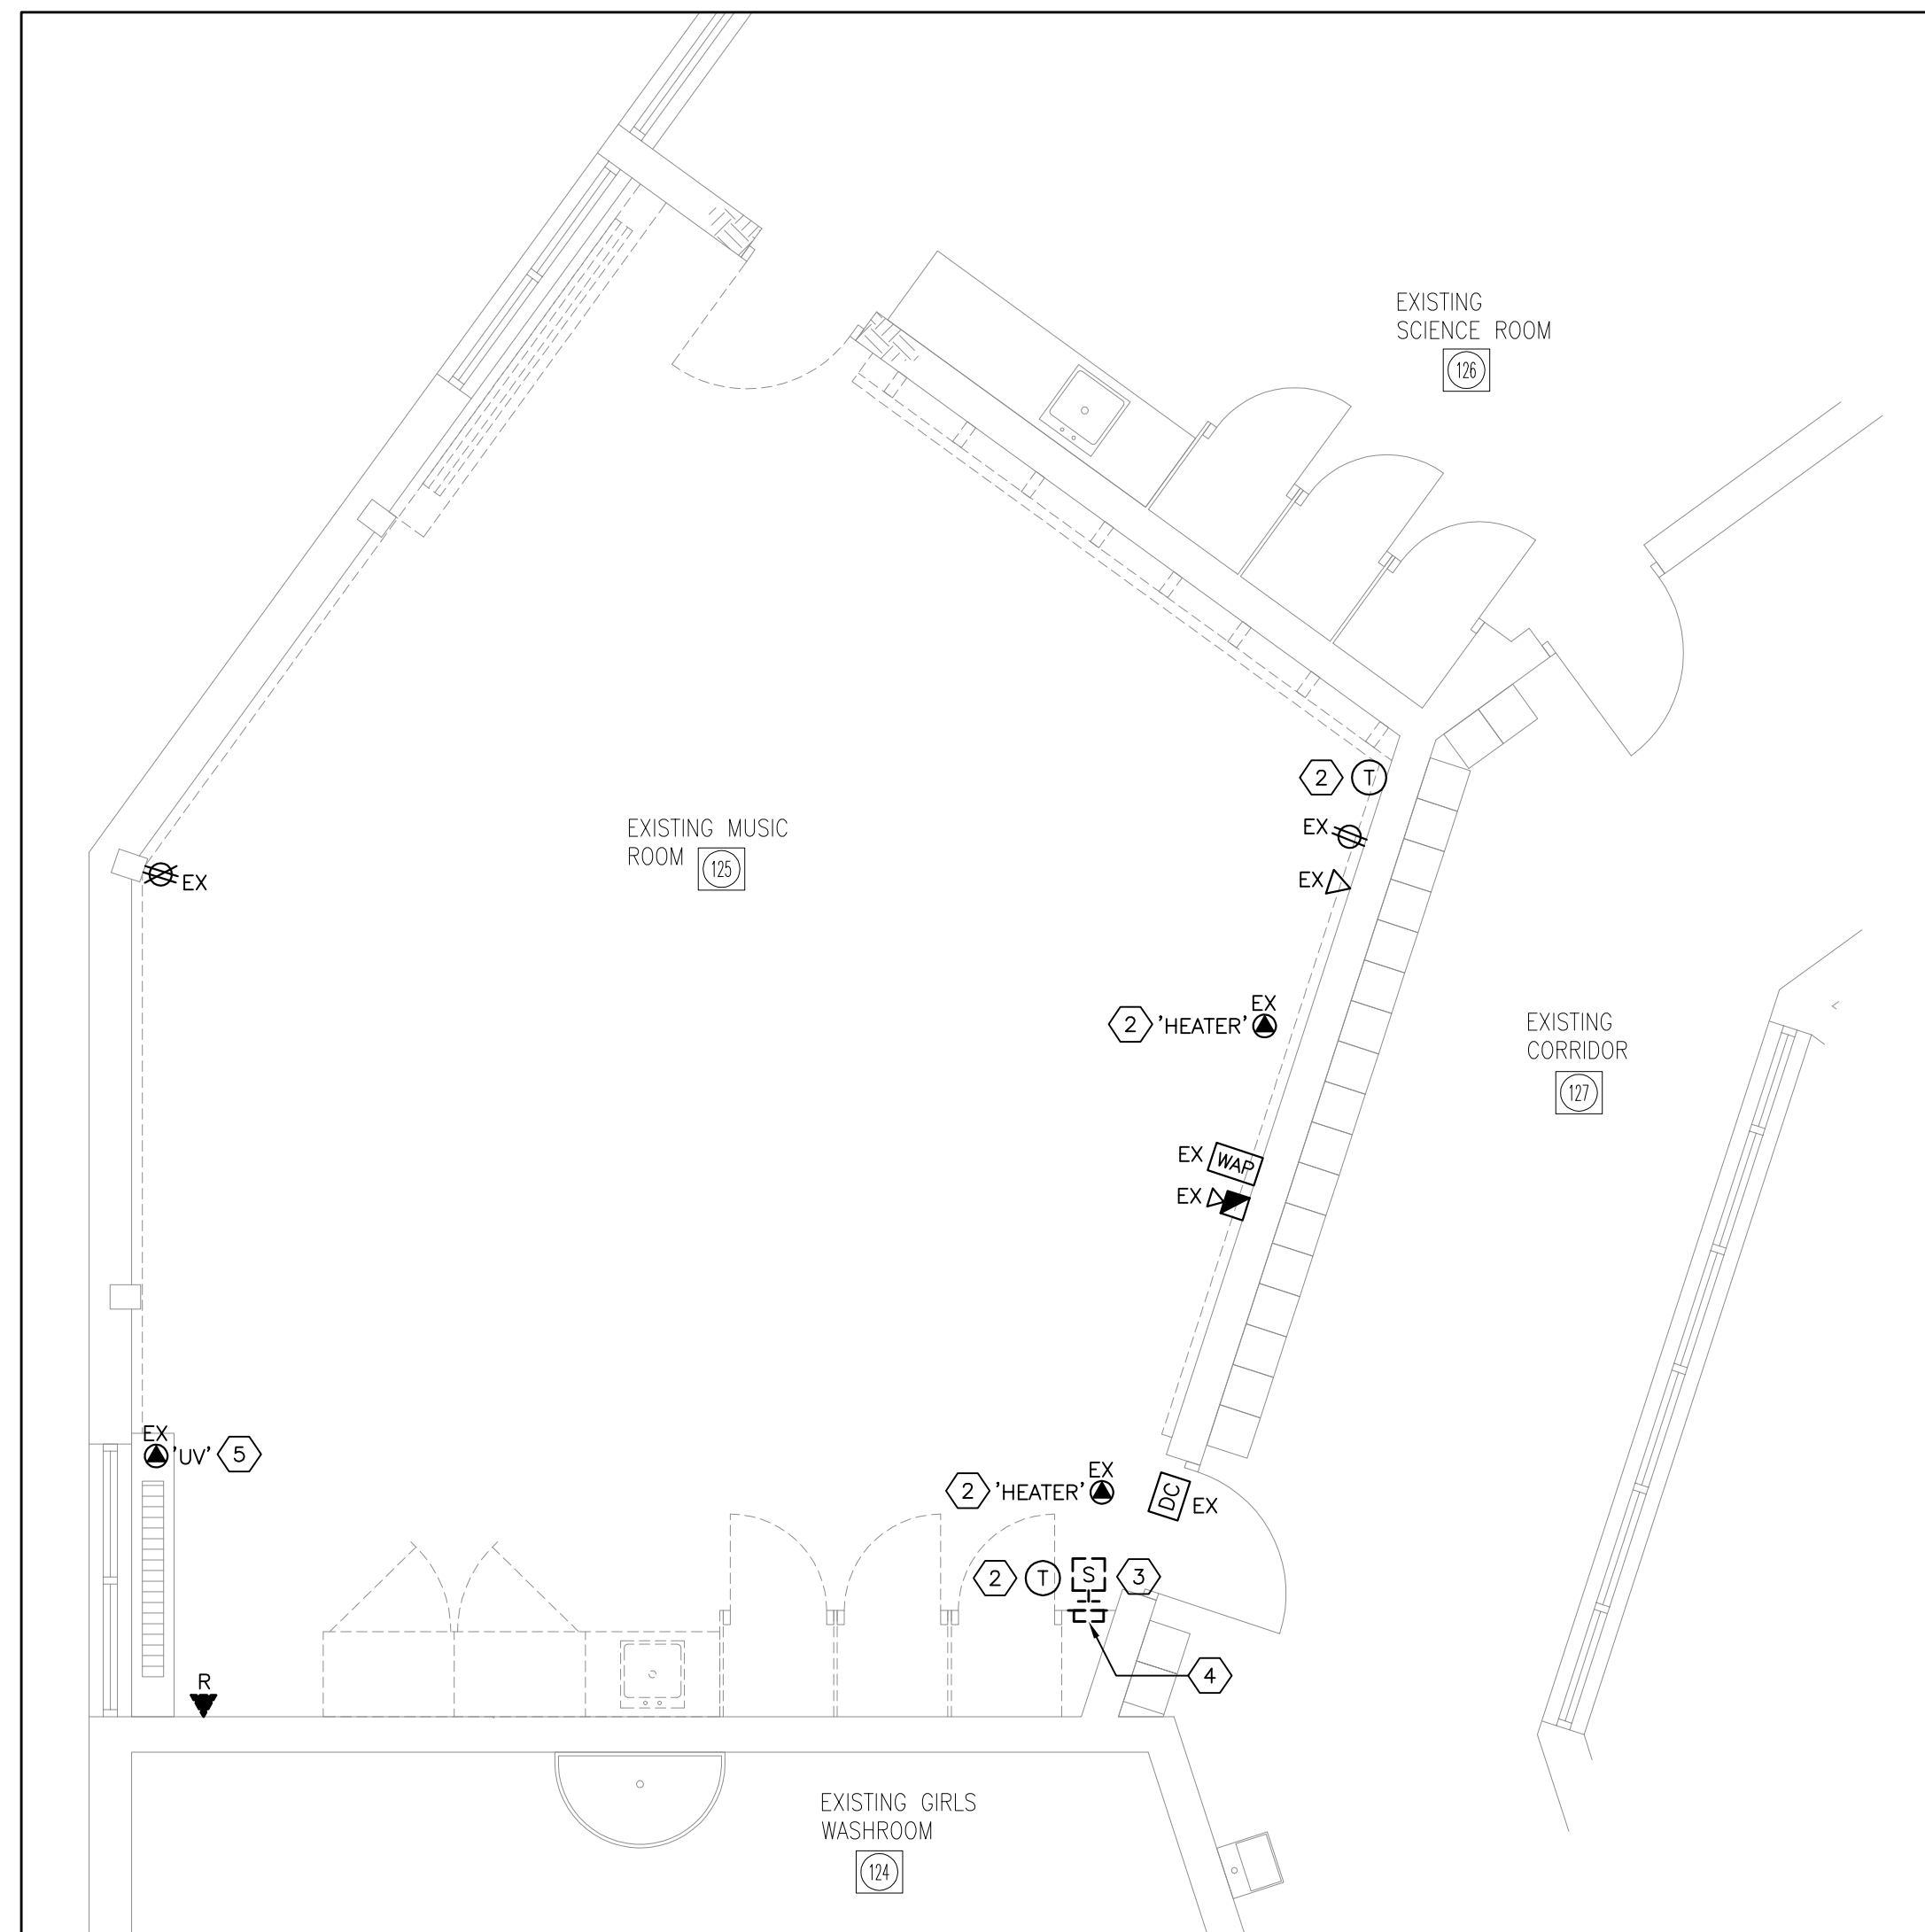 EXISTING
SCIENCE ROOM
126
2 T
EX
EXISTING MUSIC
ROOM 125
EX
EX
EX
2 'HEATER'
EXISTING
CORRIDOR
127
EX WAP
EX
EX
'UV' 5
EX
2 'HEATER'
DC EX
2 T S 3
4
R
EXISTING GIRLS
WASHROOM
124